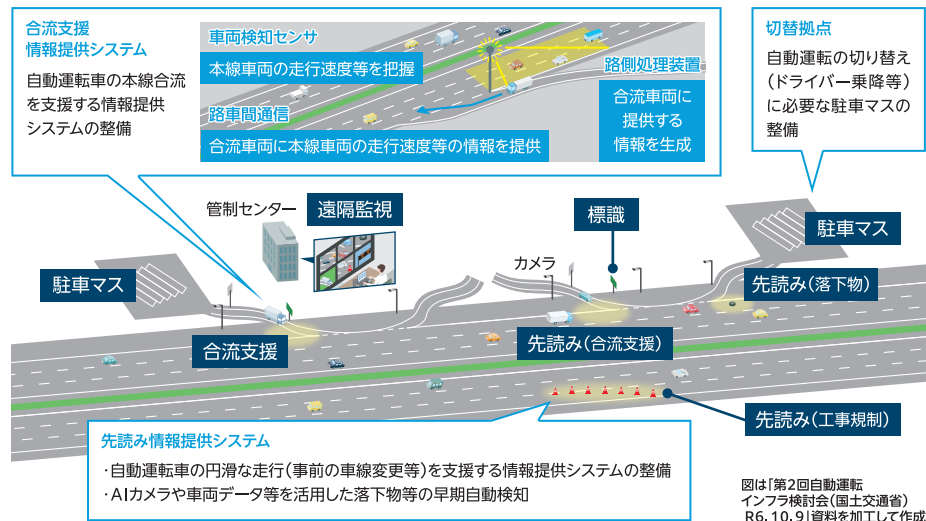 合流支援
情報提供システム
自動運転車の本線合流
を支援する情報提供
システムの整備
車両検知センサ
本線車両の走行速度等を把握
路側処理装置
合流車両に
提供する
情報を生成
路車間通信
合流車両に本線車両の走行速度等の情報を提供
切替拠点
自動運転の切り替え
(ドライバー乗降等)
に必要な駐車マスの
整備
管制センター
遠隔監視
標識
駐車マス
カメラ
駐車マス
先読み(落下物)
合流支援
先読み(合流支援)
先読み(工事規制)
先読み情報提供システム
・自動運転車の円滑な走行(事前の車線変更等)を支援する情報提供システムの整備
・AIカメラや車両データ等を活用した落下物等の早期自動検知
図は「第2回自動運転
インフラ検討会(国土交通省)
R6.10.9」資料を加工して作成